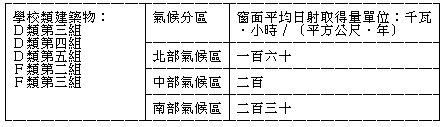 學校類建築物：
D類第三組
D類第四組
D類第五組
F類第二組
F類第三組
氣候分區
窗面平均日射取得量單位：千瓦
．小時／〔平方公尺．年〕
北部氣候區
一百六十
中部氣候區
二百
南部氣候區
二百三十